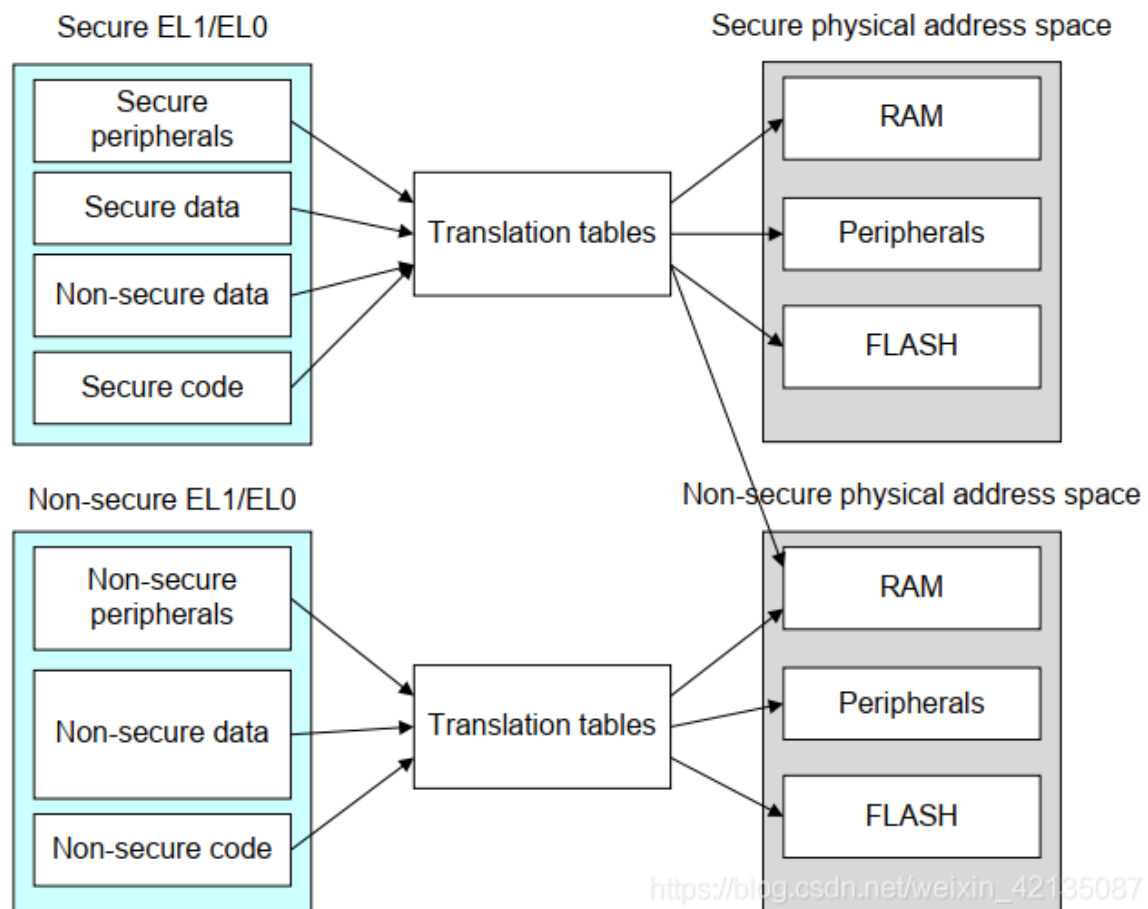 Secure EL1/EL0
Secure physical address space
Secure
peripherals
Secure data
Non-secure data
Secure code
Translation tables
RAM
Peripherals
FLASH
Non-secure EL1/EL0
Non-secure physical address space
Non-secure
peripherals
Non-secure data
Non-secure code
Translation tables
RAM
Peripherals
FLASH
https://blog.csdn.net/weixin_42135087